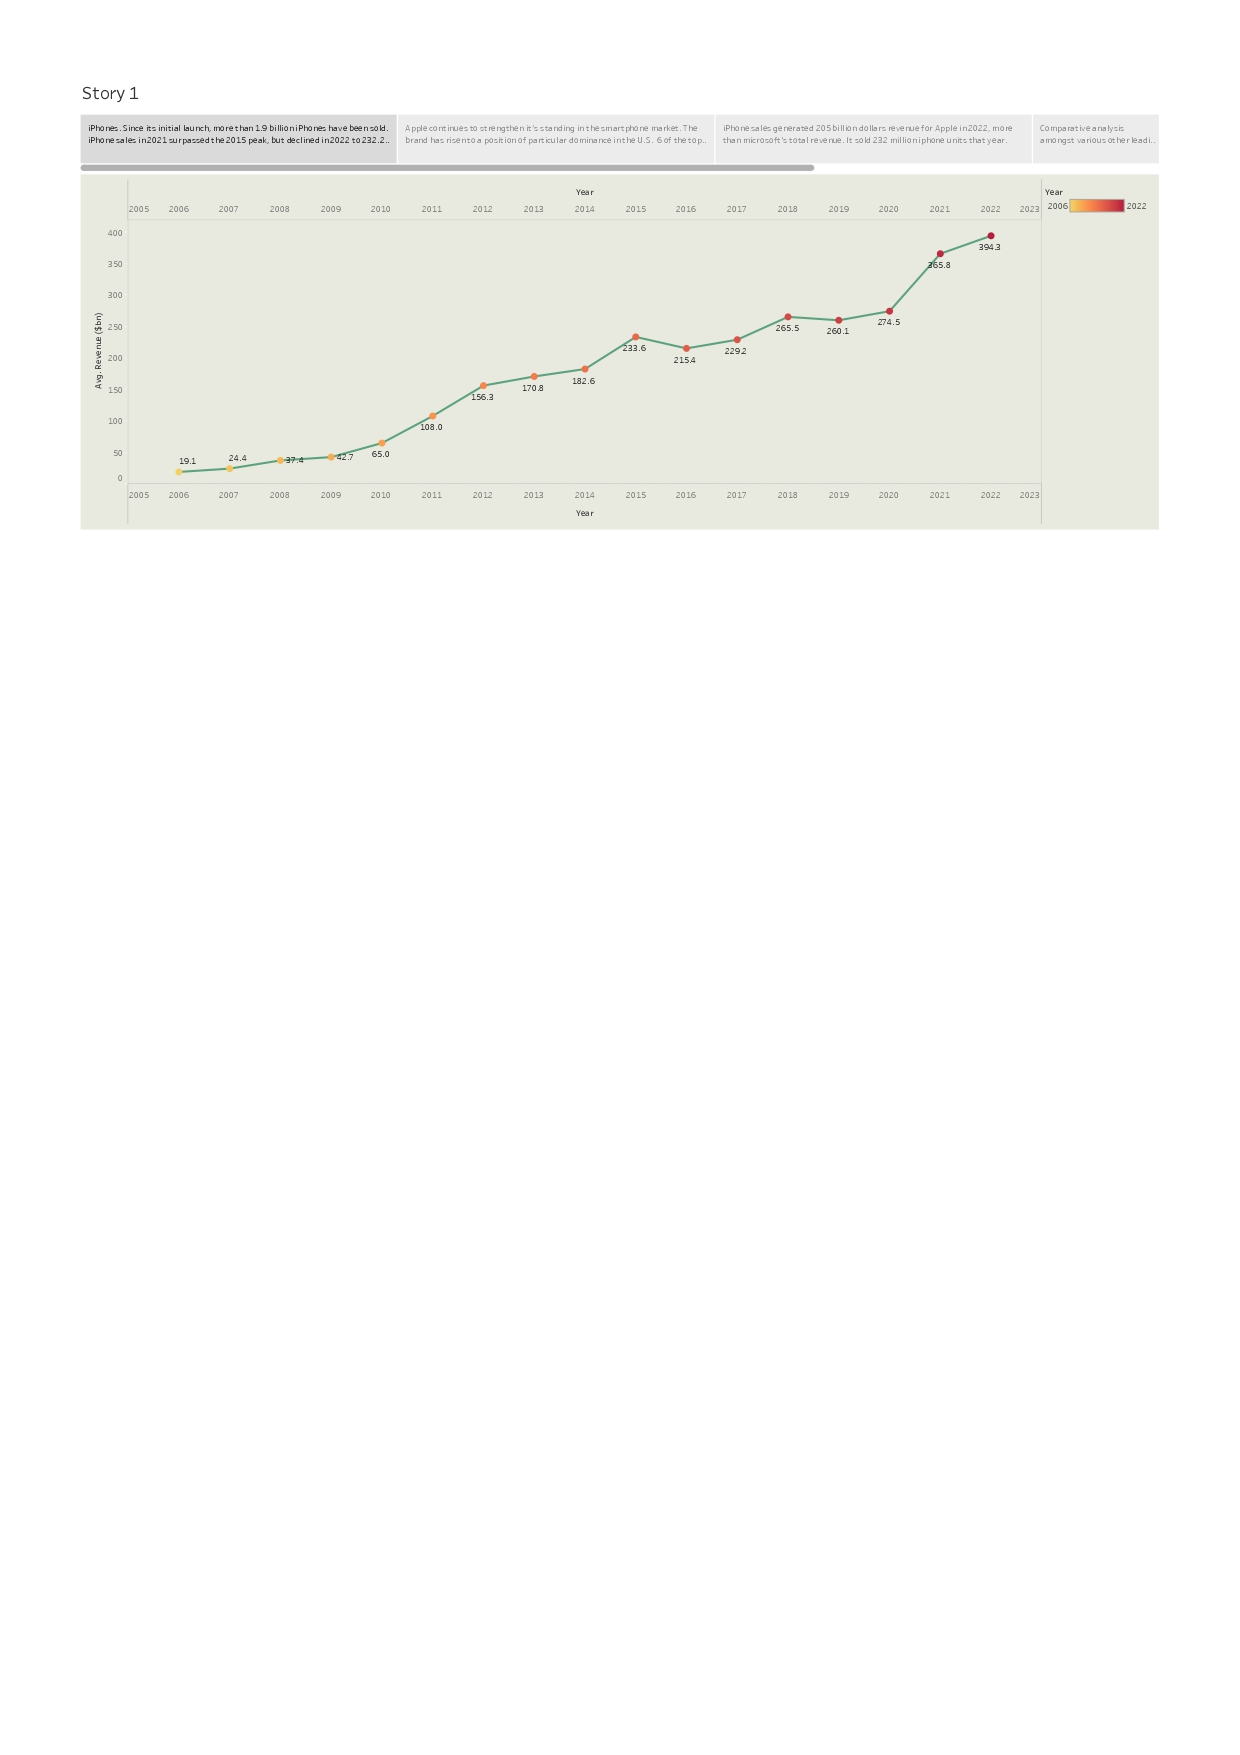 Story 1
iPhones. Since its initial launch, more than 1.9 billion iPhones have been sold.
iPhone sales in 2021 surpassed the 2015 peak, but declined in 2022 to 232.2..
Apple continues to strengthen it's standing in the smartphone market. The
brand has risen to a position of particular dominance in the U.S. 6 of the top..
iPhone sales generated 205 billion dollars revenue for Apple in 2022, more
than microsoft's total revenue. It sold 232 million iphone units that year.
Comparative analysis
amongst various other leadi..
Year
2005 2006 2007 2008 2009 2010 2011 2012 2013 2014 2015 2016 2017 2018 2019 2020 2021 2022 2023
Year
2006 2022
Avg. Revenue ($bn)
400
350
300
250
200
150
100
50
0
19.1
24.4
37.4
42.7
65.0
108.0
156.3
170.8
182.6
233.6
215.4
229.2
265.5
260.1
274.5
365.8
394.3
2005 2006 2007 2008 2009 2010 2011 2012 2013 2014 2015 2016 2017 2018 2019 2020 2021 2022 2023
Year